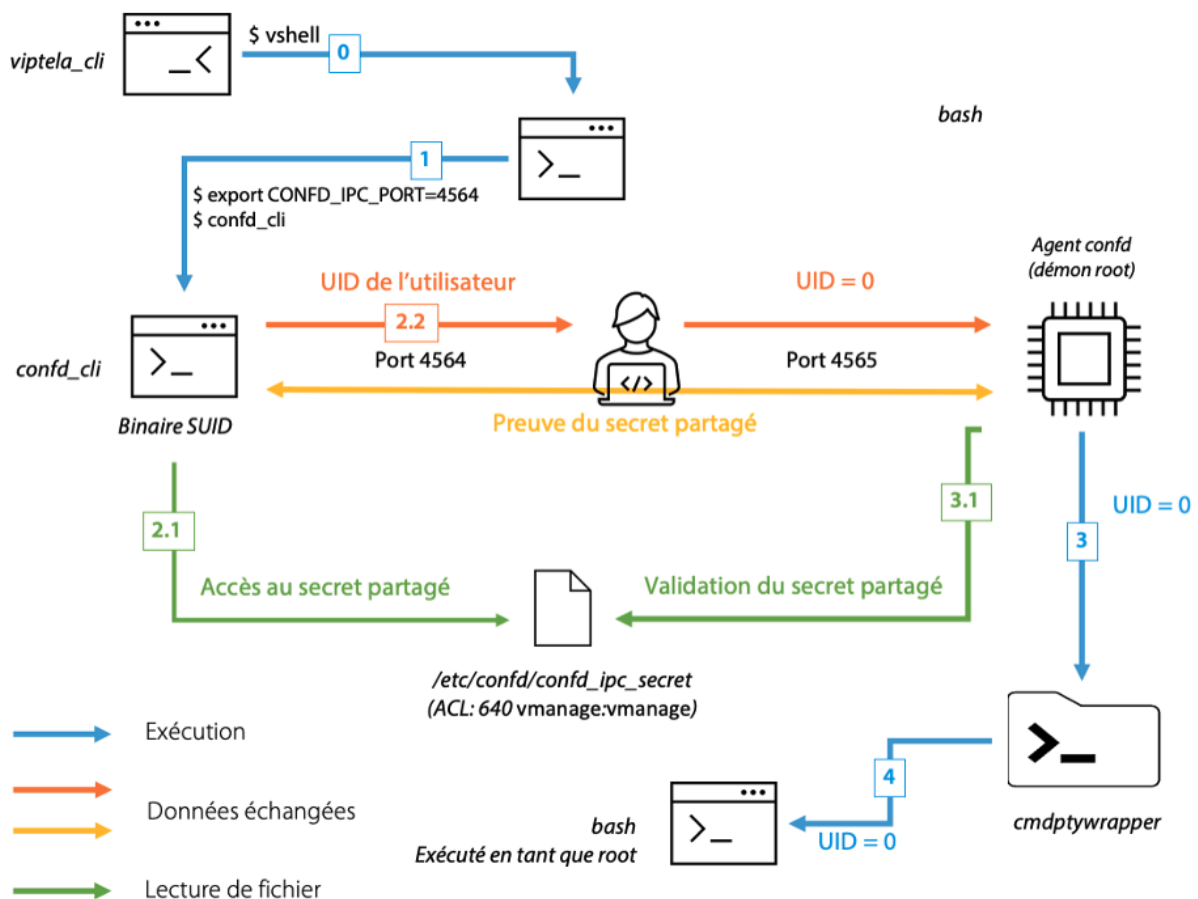 $ vshell
0
viptela_cli
bash
1
$ export CONFD_IPC_PORT=4564
$ confd_cli
Agent confd
(démon root)
UID de l'utilisateur
UID = 0
2.2
Port 4564
Port 4565
confd_cli
Binaire SUID
Preuve du secret partagé
2.1
3.1
UID = 0
3
Accès au secret partagé
Validation du secret partagé
/etc/confd/confd_ipc_secret
(ACL: 640 vmanage:vmanage)
Exécution
4
Données échangées
bash
Exécuté en tant que root
UID = 0
cmdptywrapper
Lecture de fichier